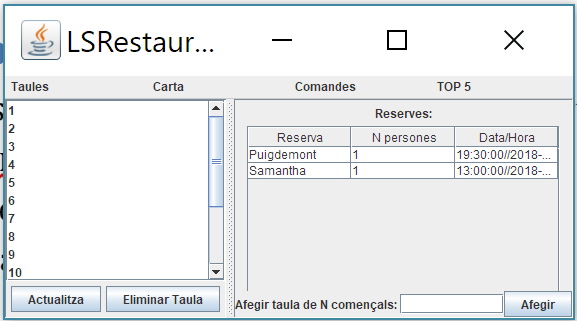 LSRestaur...
Taules Carta Comandes TOP 5
1
2
3
4
5
6
7
8
9
10
Actualitza Eliminar Taula
Reserves:
Reserva N persones Data/Hora
Puigdemont 1 19:30:00//2018-...
Samantha 1 13:00:00//2018-...
Afegir taula de N començals: Afegir